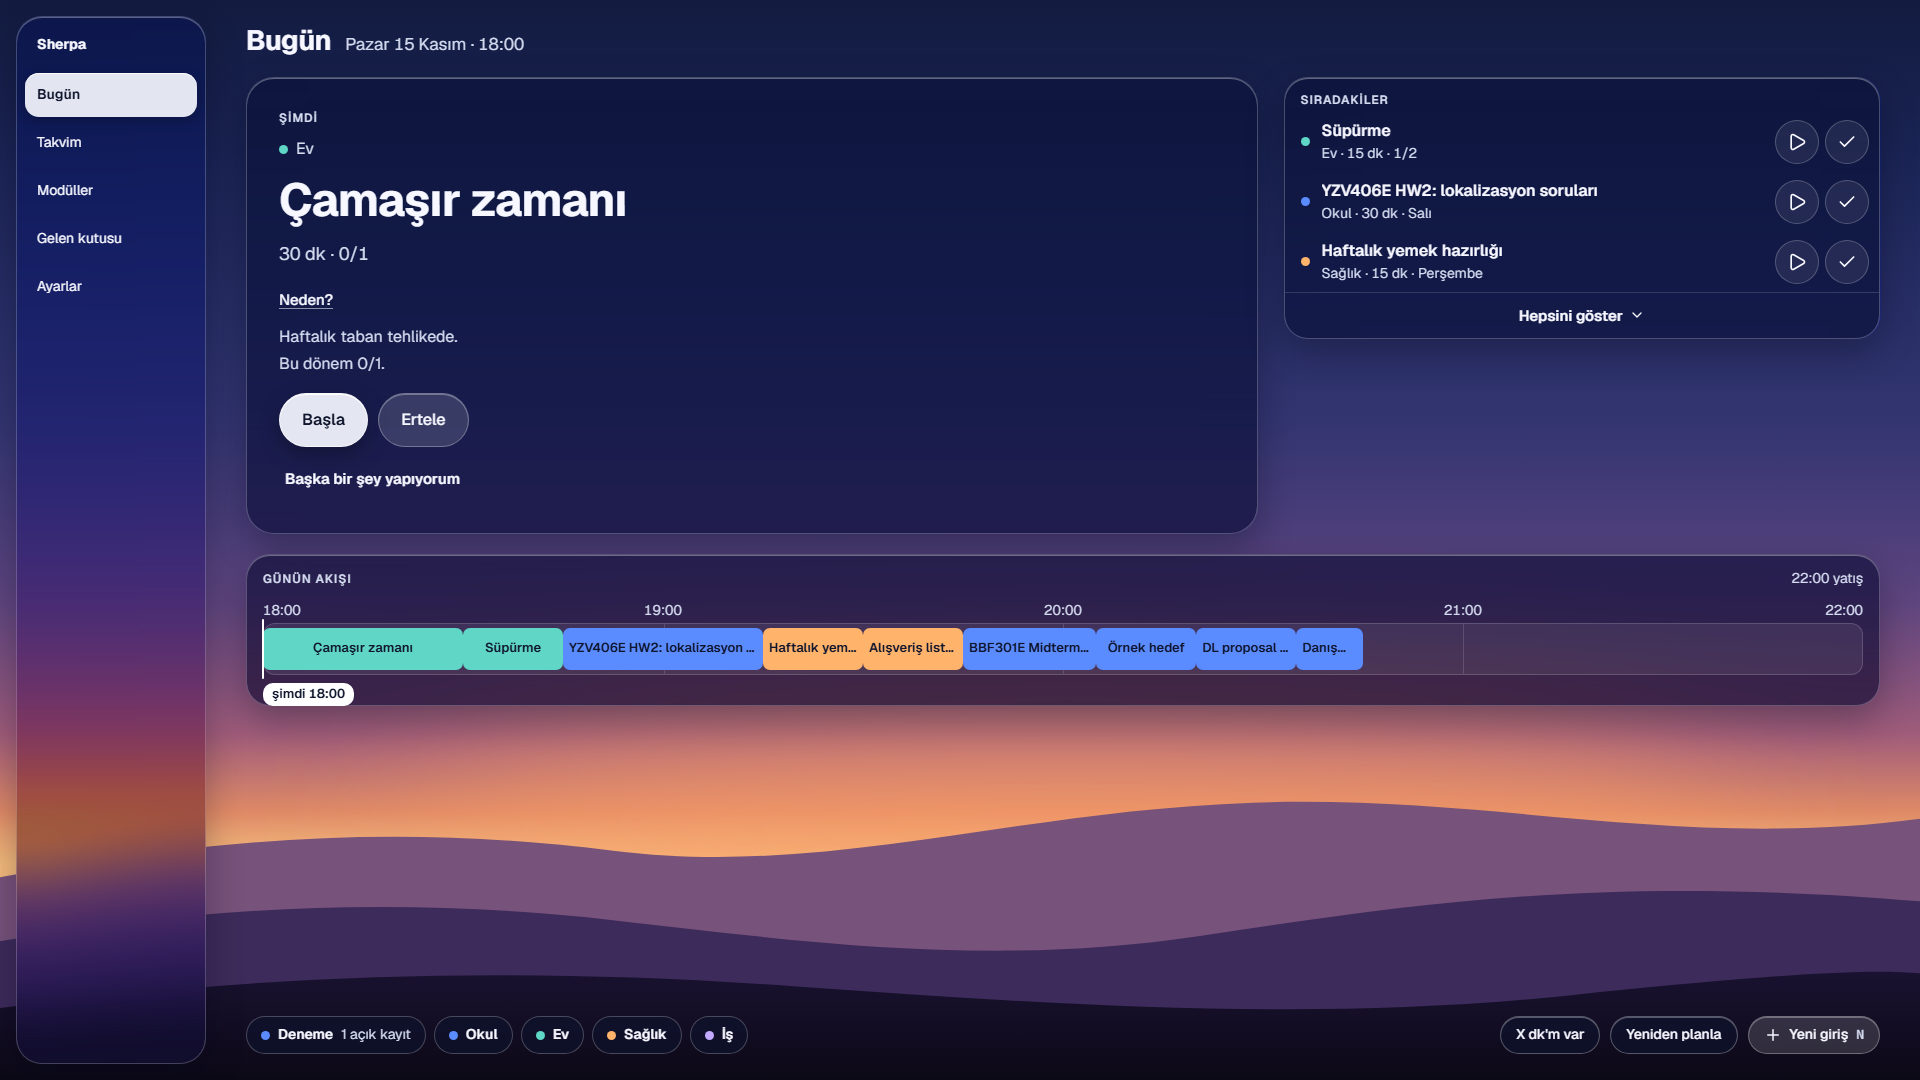 Sherpa
Bugün
Takvim
Modüller
Gelen kutusu
Ayarlar
Bugün Pazar 15 Kasım · 18:00
ŞİMDİ
Ev
Çamaşır zamanı
30 dk · 0/1
Neden?
Haftalık taban tehlikede.
Bu dönem 0/1.
Başla Ertele
Başka bir şey yapıyorum
SIRADAKİLER
Süpürme
Ev · 15 dk · 1/2
YZV406E HW2: lokalizasyon soruları
Okul · 30 dk · Salı
Haftalık yemek hazırlığı
Sağlık · 15 dk · Perşembe
Hepsini göster
GÜNÜN AKIŞI 22:00 yatış
18:00 19:00 20:00 21:00 22:00
Çamaşır zamanı Süpürme YZV406E HW2: lokalizasyon ... Haftalık yem... Alışveriş list... BBF301E Midterm... Örnek hedef DL proposal ... Danış...
şimdi 18:00
Deneme 1 açık kayıt Okul Ev Sağlık İş X dk'm var Yeniden planla + Yeni giriş N